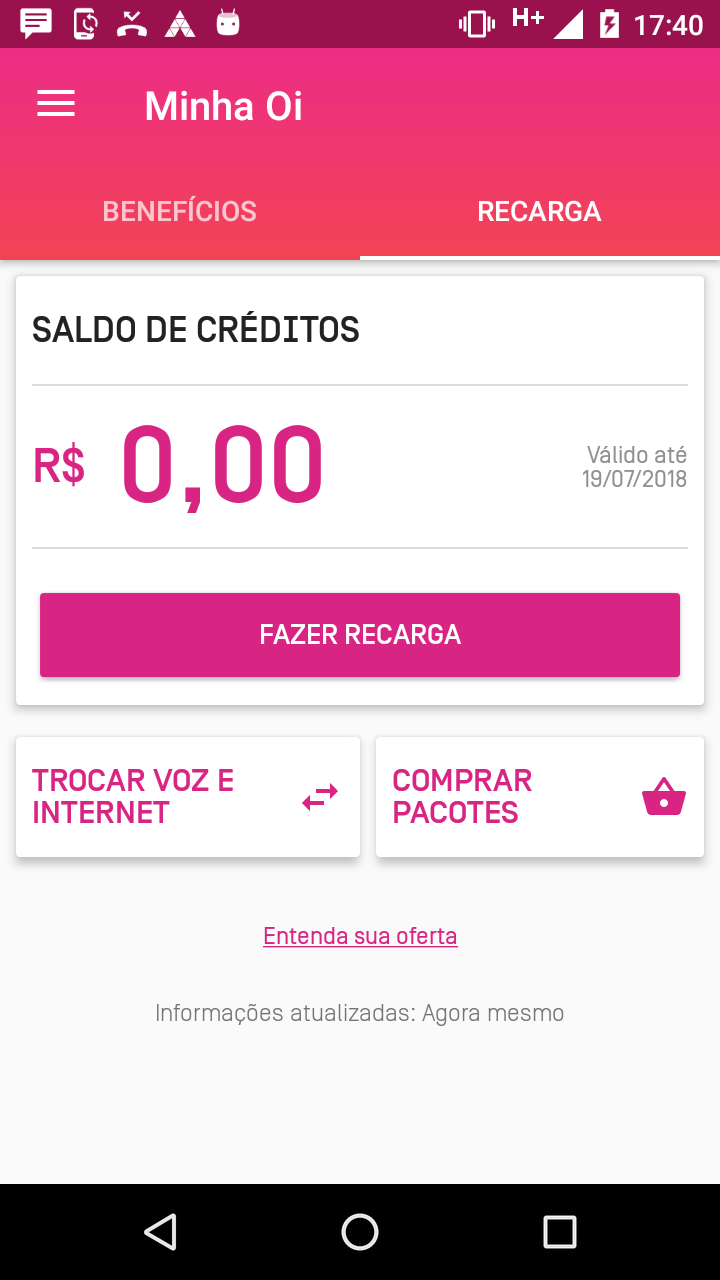 H+ 17:40
Minha Oi
BENEFÍCIOS RECARGA
SALDO DE CRÉDITOS
R$ 0,00
Válido até
19/07/2018
FAZER RECARGA
TROCAR VOZ E
INTERNET
COMPRAR
PACOTES
Entenda sua oferta
Informações atualizadas: Agora mesmo